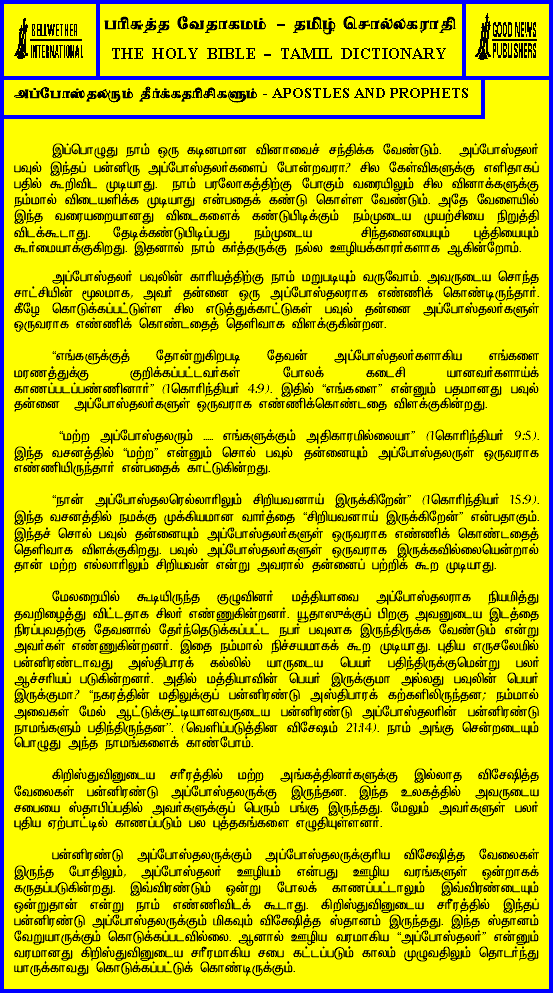 BELLWETHER
INTERNATIONAL
பரிசுத்த வேதாகமம் – தமிழ் சொல்லகராதி
THE HOLY BIBLE – TAMIL DICTIONARY
GOOD NEWS
PUBLISHERS
அப்போஸ்தலரும் தீர்க்கதரிசிகளும் - APOSTLES AND PROPHETS
இப்பொழுது நாம் ஒரு கடினமான வினாவைச் சந்திக்க வேண்டும். அப்போஸ்தலர்
பவுல் இந்தப் பன்னிரு அப்போஸ்தலர்களைப் போன்றவரா? சில கேள்விகளுக்கு எளிதாகப்
பதில் கூறிவிட முடியாது. நாம் பரலோகத்திற்கு போகும் வரையிலும் சில வினாக்களுக்கு
நம்மால் விடையளிக்க முடியாது என்பதைக் கண்டு கொள்ள வேண்டும். அதே வேளையில்
இந்த வரையறையானது விடைகளைக் கண்டுபிடிக்கும் நம்முடைய முயற்சியை நிறுத்தி
விடக்கூடாது. தேடிக்கண்டுபிடிப்பது நம்முடைய சிந்தனையையும் புத்தியையும்
கூர்மையாக்குகிறது. இதனால் நாம் கர்த்தருக்கு நல்ல ஊழியக்காரர்களாக ஆகின்றோம்.
அப்போஸ்தலர் பவுலின் காரியத்திற்கு நாம் மறுபடியும் வருவோம். அவருடைய சொந்த
சாட்சியின் மூலமாக, அவர் தன்னை ஒரு அப்போஸ்தலராக எண்ணிக் கொண்டிருந்தார்.
கீழே கொடுக்கப்பட்டுள்ள சில எடுத்துக்காட்டுகள் பவுல் தன்னை அப்போஸ்தலர்களுள்
ஒருவராக எண்ணிக் கொண்டதைத் தெளிவாக விளக்குகின்றன.
“எங்களுக்குத் தோன்றுகிறபடி தேவன் அப்போஸ்தலர்களாகிய எங்களை
மரணத்துக்கு குறிக்கப்பட்டவர்கள் போலக் கடைசி யானவர்களாய்க்
காணப்படப்பண்ணினார்” (1கொரிந்தியர் 4:9). இதில் “எங்களை” என்னும் பதமானது பவுல்
தன்னை அப்போஸ்தலர்களுள் ஒருவராக எண்ணிக்கொண்டதை விளக்குகின்றது.
“மற்ற அப்போஸ்தலரும் ..... எங்களுக்கும் அதிகாரமில்லையா” (1கொரிந்தியர் 9:5).
இந்த வசனத்தில் “மற்ற” என்னும் சொல் பவுல் தன்னையும் அப்போஸ்தலருள் ஒருவராக
எண்ணியிருந்தார் என்பதைக் காட்டுகின்றது.
“நான் அப்போஸ்தலரெல்லாரிலும் சிறியவனாய் இருக்கிறேன்” (1கொரிந்தியர் 15:9).
இந்த வசனத்தில் நமக்கு முக்கியமான வார்த்தை “சிறியவனாய் இருக்கிறேன்” என்பதாகும்.
இந்தச் சொல் பவுல் தன்னையும் அப்போஸ்தலர்களுள் ஒருவராக எண்ணிக் கொண்டதைத்
தெளிவாக விளக்குகிறது. பவுல் அப்போஸ்தலர்களுள் ஒருவராக இருக்கவில்லையென்றால்
தான் மற்ற எல்லாரிலும் சிறியவன் என்று அவரால் தன்னைப் பற்றிக் கூற முடியாது.
மேலறையில் கூடியிருந்த குழுவினர் மத்தியாவை அப்போஸ்தலராக நியமித்து
தவறிழைத்து விட்டதாக சிலர் எண்ணுகின்றனர். யூதாஸுக்குப் பிறகு அவனுடைய இடத்தை
நிரப்புவதற்கு தேவனால் தேர்ந்தெடுக்கப்பட்ட நபர் பவுலாக இருந்திருக்க வேண்டும் என்று
அவர்கள் எண்ணுகின்றனர். இதை நம்மால் நிச்சயமாகக் கூற முடியாது. புதிய எருசலேமில்
பன்னிரண்டாவது அஸ்திபாரக் கல்லில் யாருடைய பெயர் பதிந்திருக்குமென்று பலர்
ஆச்சரியப் படுகின்றனர். அதில் மத்தியாவின் பெயர் இருக்குமா அல்லது பவுலின் பெயர்
இருக்குமா? “நகரத்தின் மதிலுக்குப் பன்னிரண்டு அஸ்திபாரக் கற்களிலிருந்தன; நம்மால்
அவைகள் மேல் ஆட்டுக்குட்டியானவருடைய பன்னிரண்டு அப்போஸ்தலரின் பன்னிரண்டு
நாமங்களும் பதிந்திருந்தன”. (வெளிப்படுத்தின விசேஷம் 21:14). நாம் அங்கு சென்றடையும்
பொழுது அந்த நாமங்களைக் காண்போம்.
கிறிஸ்துவினுடைய சரீரத்தில் மற்ற அங்கத்தினர்களுக்கு இல்லாத விசேஷித்த
வேலைகள் பன்னிரண்டு அப்போஸ்தலருக்கு இருந்தன. இந்த உலகத்தில் அவருடைய
சபையை ஸ்தாபிப்பதில் அவர்களுக்குப் பெரும் பங்கு இருந்தது. மேலும் அவர்களுள் பலர்
புதிய ஏற்பாட்டில் காணப்படும் பல புத்தகங்களை எழுதியுள்ளனர்.
பன்னிரண்டு அப்போஸ்தலருக்கும் அப்போஸ்தலருக்குரிய விசேஷித்த வேலைகள்
இருந்த போதிலும், அப்போஸ்தலர் ஊழியம் என்பது ஊழிய வரங்களுள் ஒன்றாகக்
கருதப்படுகின்றது. இவ்விரண்டும் ஒன்று போலக் காணப்பட்டாலும் இவ்விரண்டையும்
ஒன்றுதான் என்று நாம் எண்ணிவிடக் கூடாது. கிறிஸ்துவினுடைய சரீரத்தில் இந்தப்
பன்னிரண்டு அப்போஸ்தலருக்கும் மிகவும் விசேஷித்த ஸ்தானம் இருந்தது. இந்த ஸ்தானம்
வேறுயாருக்கும் கொடுக்கப்படவில்லை. ஆனால் ஊழிய வரமாகிய “அப்போஸ்தலர்” என்னும்
வரமானது கிறிஸ்துவினுடைய சரீரமாகிய சபை கட்டப்படும் காலம் முழுவதிலும் தொடர்ந்து
யாருக்காவது கொடுக்கப்பட்டுக் கொண்டிருக்கும்.